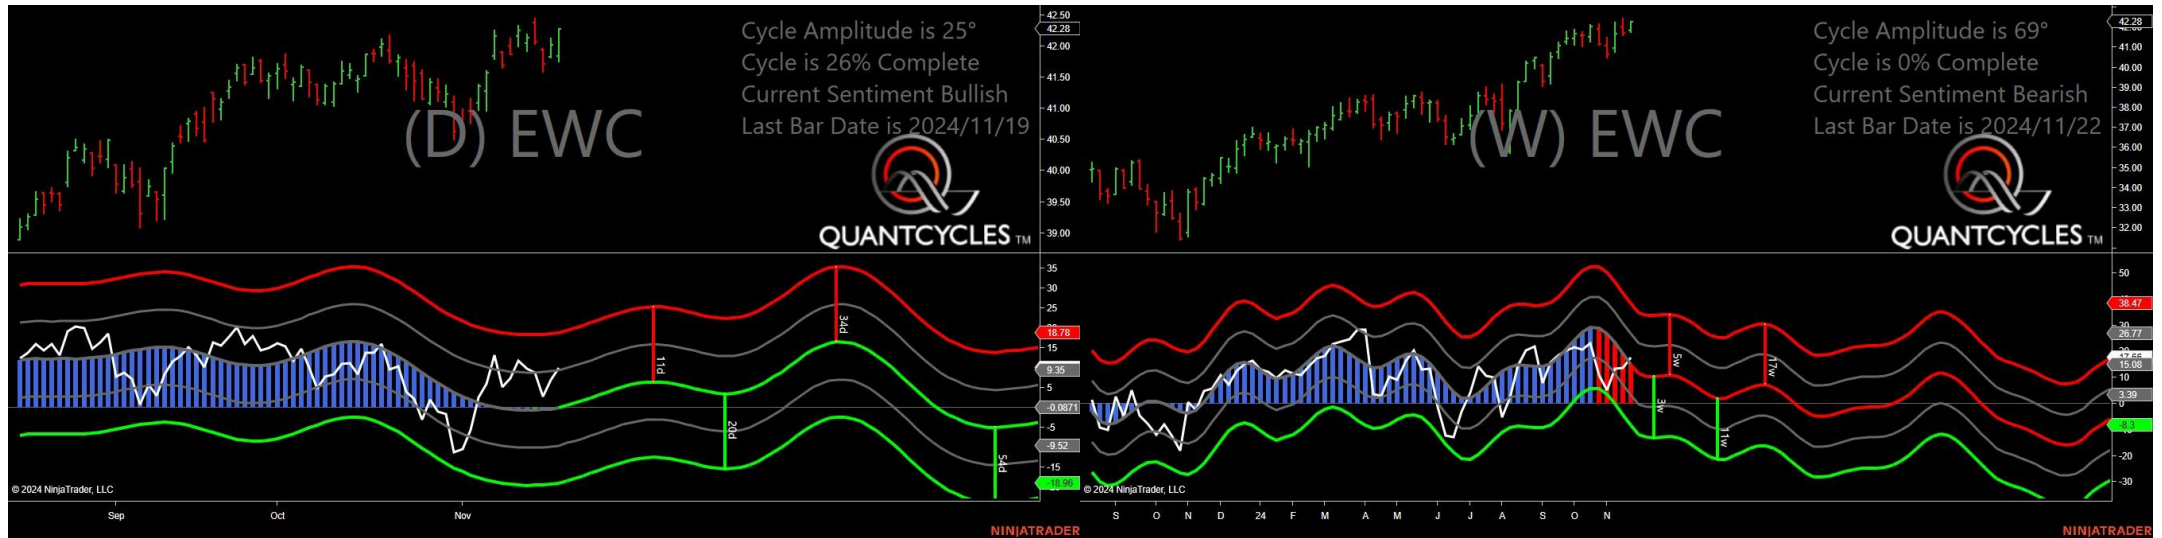 Cycle Amplitude is 25°
Cycle is 26% Complete
Current Sentiment Bullish
Last Bar Date is 2024/11/19
(D) EWC
QUANTCYCLES TM
42.50
42.28
42.00
41.50
41.00
40.50
40.00
39.50
39.00
35
30
25
18.78
15
9.35
5
-0.0871
-5
-9.52
-15
-18.96
11d
20d
34d
54d
© 2024 NinjaTrader, LLC
Sep Oct Nov
NINJATRADER
Cycle Amplitude is 69°
Cycle is 0% Complete
Current Sentiment Bearish
Last Bar Date is 2024/11/22
(W) EWC
QUANTCYCLES TM
42.28
41.00
40.00
39.00
38.00
37.00
36.00
35.00
34.00
33.00
32.00
50
38.47
30
26.77
17.66
15.08
10
3.39
0
-8.3
-20
-30
5w
3w
11w
17w
© 2024 NinjaTrader, LLC
S O N D 24 F M A M J J A S O N
NINJATRADER